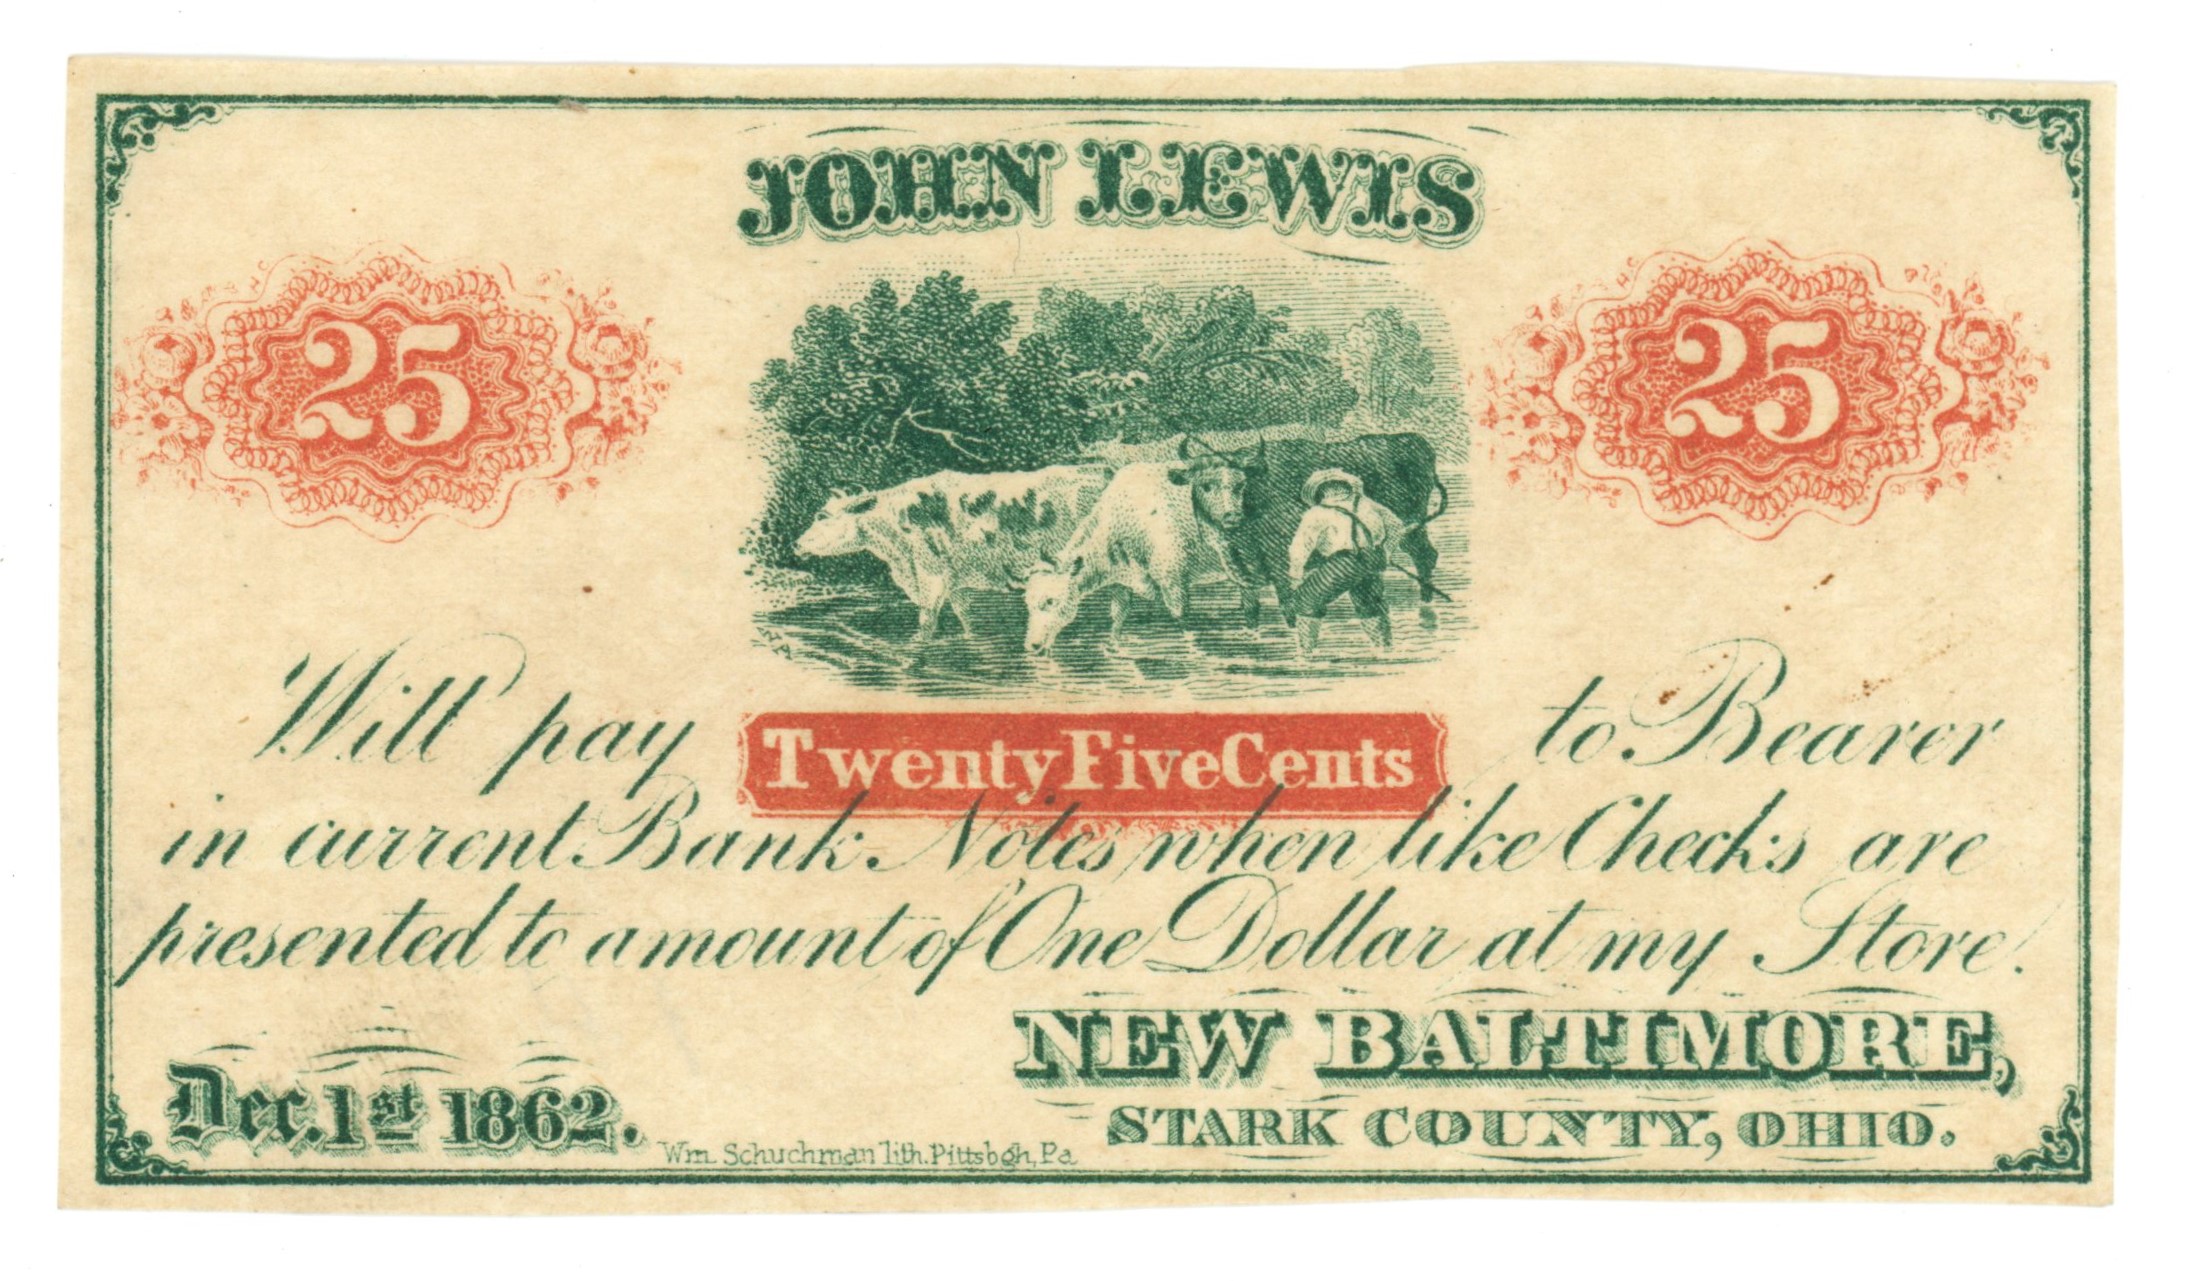 JOHN LEWIS
25
25
Will pay Twenty Five Cents to Bearer
in current Bank Notes when like Checks are
presented to amount of One Dollar at my Store.
NEW BALTIMORE,
STARK COUNTY, OHIO.
Dec. 1st 1862.
Wm. Schuchman lith. Pittsbgh, Pa